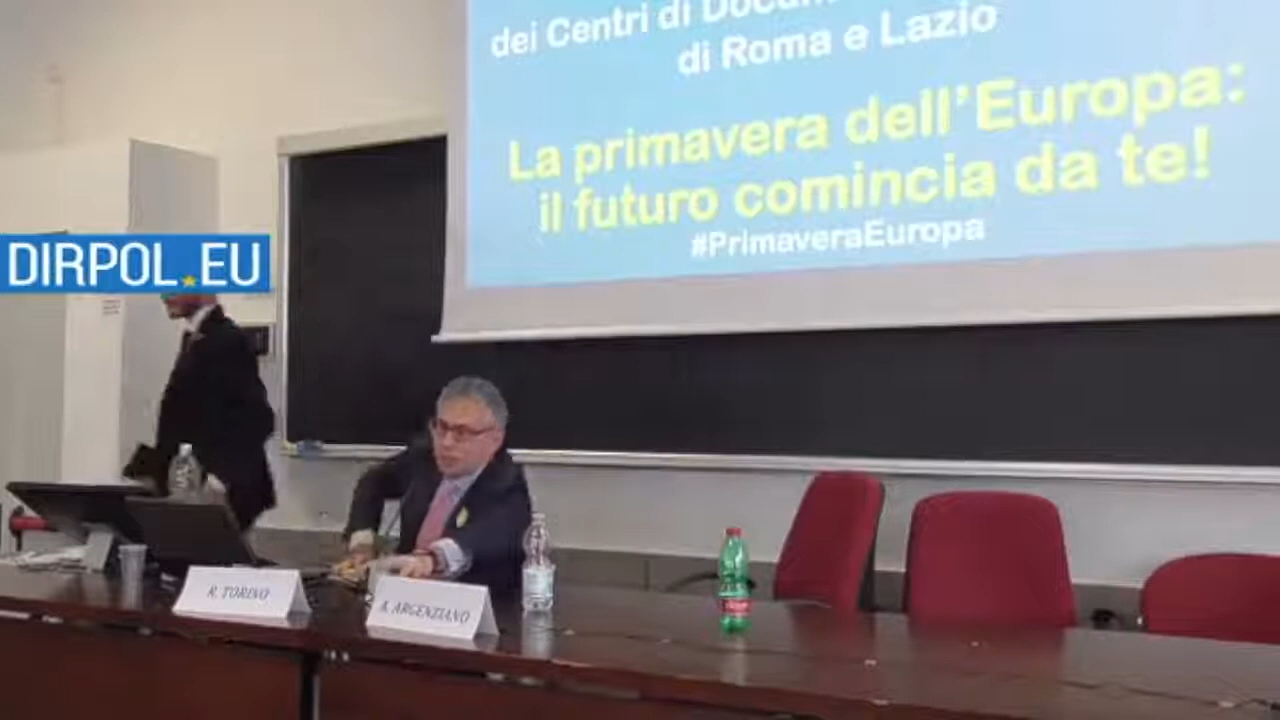 dei Centri di Docum
di Roma e Lazio
La primavera dell'Europa:
il futuro comincia da te!
#PrimaveraEuropa
DIRPOL.EU
R. TORINO
A. ARGENZIANO